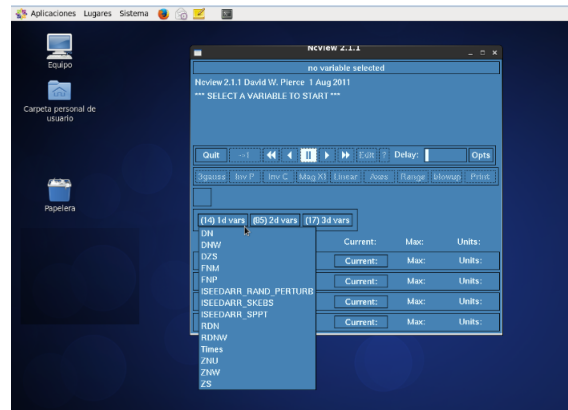 Aplicaciones Lugares Sistema
Equipo
Carpeta personal de
usuario
Papelera
Ncview 2.1.1
no variable selected
Ncview 2.1.1 David W. Pierce 1 Aug 2011
*** SELECT A VARIABLE TO START ***
Quit ->1 Edit ? Delay: Opts
3gauss Inv P Inv C Mag X1 Linear Axes Range blowup Print
(14) 1d vars (05) 2d vars (17) 3d vars
Current: Max: Units:
Current: Max: Units:
Current: Max: Units:
Current: Max: Units:
Current: Max: Units:
DN
DNW
DZS
FNM
FNP
ISEEDARR_RAND_PERTURB
ISEEDARR_SKEBS
ISEEDARR_SPPT
RDN
RDNW
Times
ZNU
ZNW
ZS